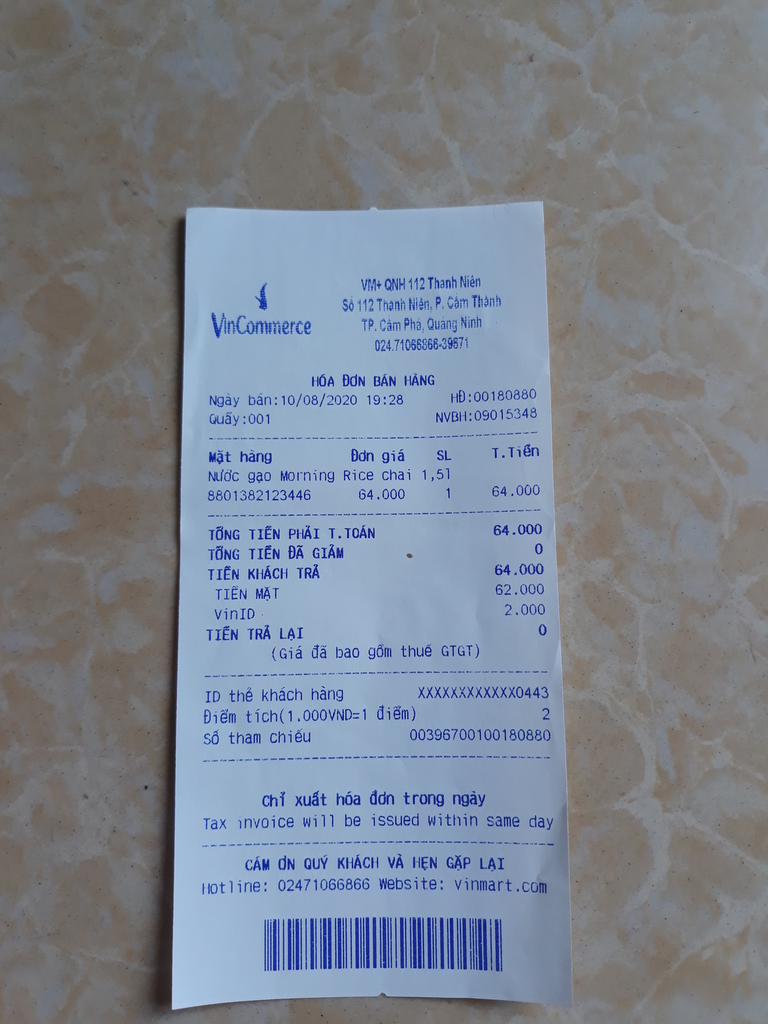 VinCommerce
VM+ QNH 112 Thanh Niên
Số 112 Thanh Niên, P. Cẩm Thành
TP. Cẩm Phả, Quảng Ninh
024.71066866-39671
HÓA ĐƠN BÁN HÀNG
Ngày bán:10/08/2020 19:28 HĐ:00180880
Quầy:001 NVBH:09015348
Mặt hàng Đơn giá SL T.Tiền
Nước gạo Morning Rice chai 1,5l
8801382123446 64.000 1 64.000
TỔNG TIỀN PHẢI T.TOÁN 64.000
TỔNG TIỀN ĐÃ GIẢM 0
TIỀN KHÁCH TRẢ 64.000
TIỀN MẶT 62.000
VinID 2.000
TIỀN TRẢ LẠI 0
(Giá đã bao gồm thuế GTGT)
ID thẻ khách hàng XXXXXXXXXXXX0443
Điểm tích(1.000VND=1 điểm) 2
Số tham chiếu 00396700100180880
Chỉ xuất hóa đơn trong ngày
Tax invoice will be issued within same day
CẢM ƠN QUÝ KHÁCH VÀ HẸN GẶP LẠI
Hotline: 02471066866 Website: vinmart.com